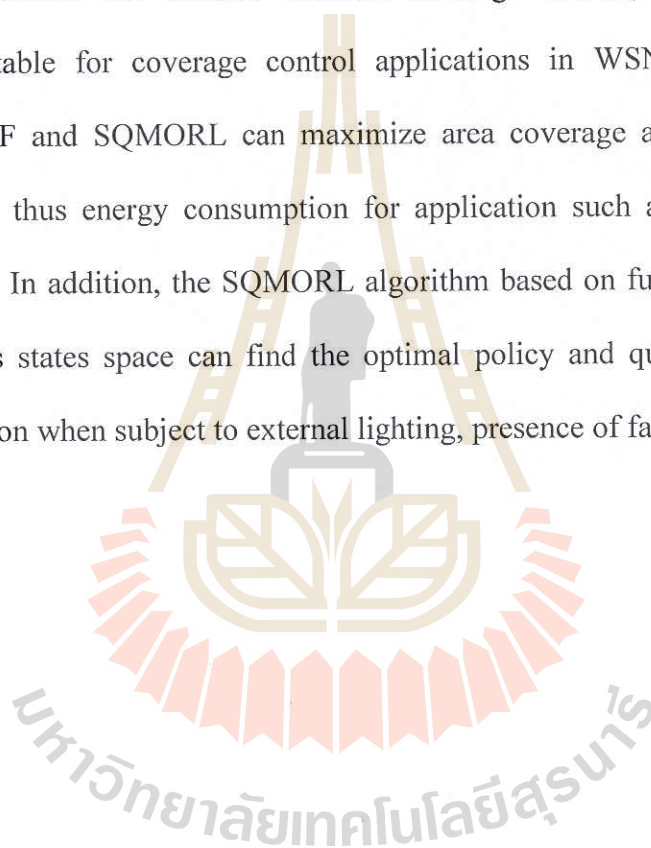 table for coverage control applications in WSN
F and SQMORL can maximize area coverage a
thus energy consumption for application such a
In addition, the SQMORL algorithm based on fu
s states space can find the optimal policy and qu
on when subject to external lighting, presence of fa
มหาวิทยาลัยเทคโนโลยีสุรนารี